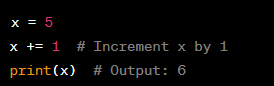 x = 5
x += 1  # Increment x by 1
print(x)  # Output: 6